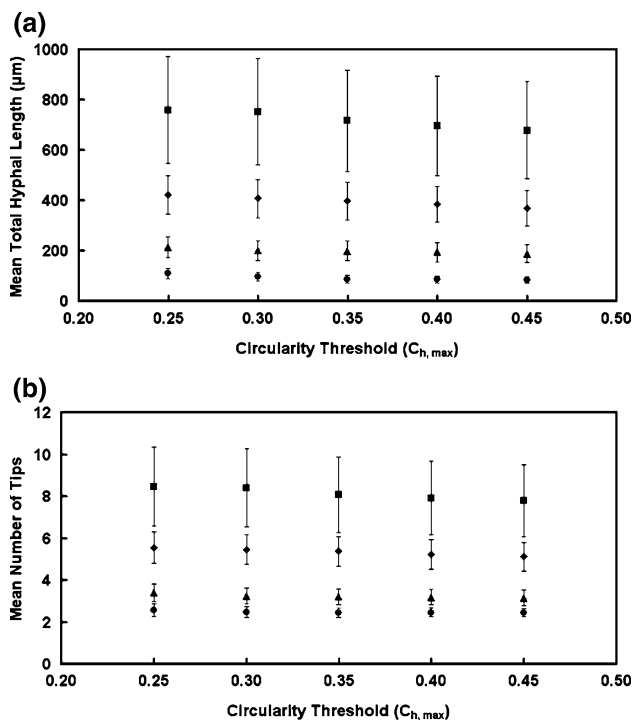 (a)
1000
800
600
400
200
0
Mean Total Hyphal Length (µm)
0.20 0.25 0.30 0.35 0.40 0.45 0.50
Circularity Threshold (Ch, max)
(b)
12
10
8
6
4
2
0
Mean Number of Tips
0.20 0.25 0.30 0.35 0.40 0.45 0.50
Circularity Threshold (Ch, max)